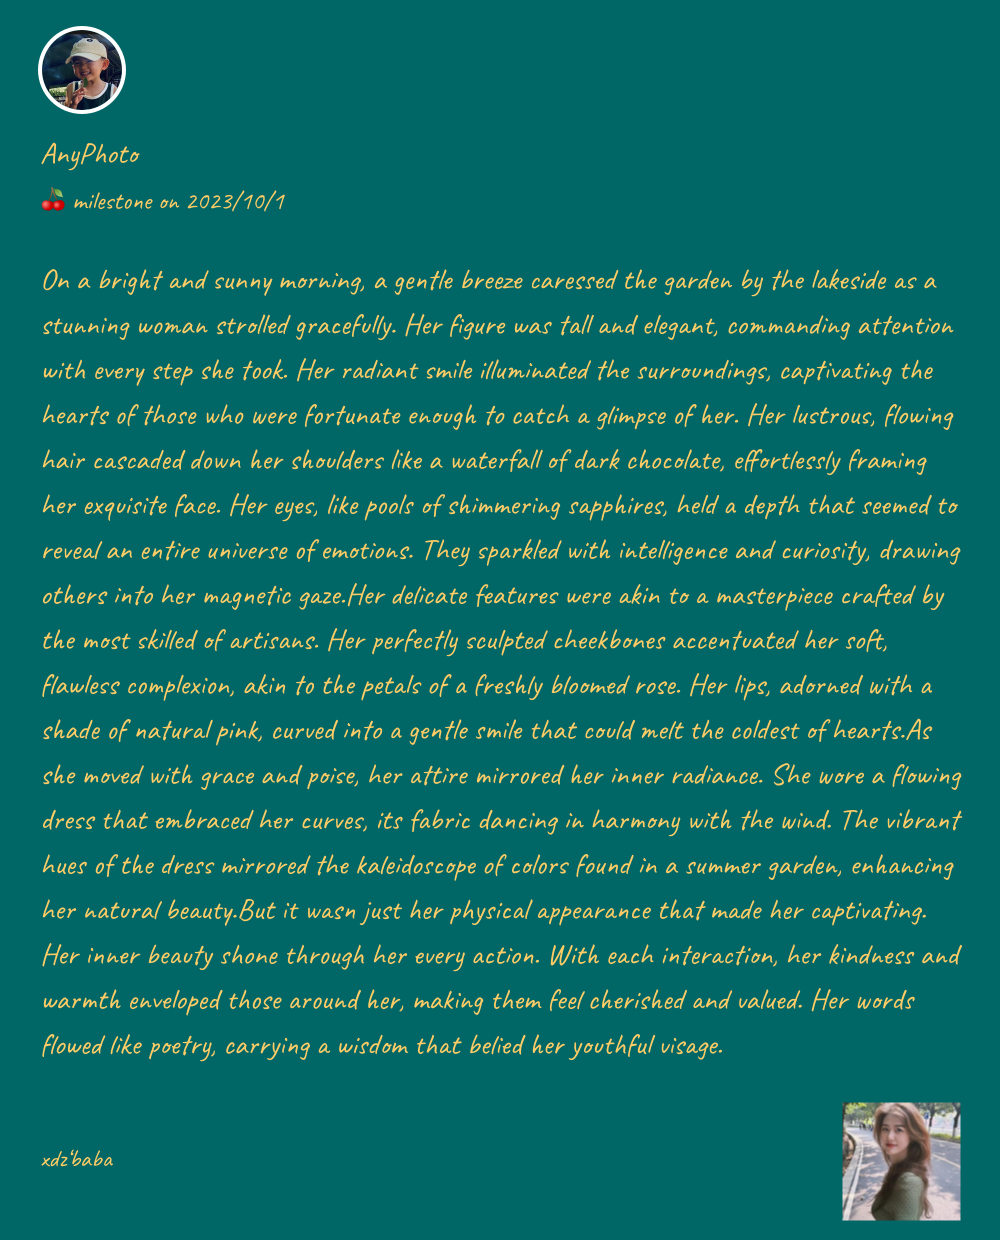 AnyPhoto
🍒 milestone on 2023/10/1
On a bright and sunny morning, a gentle breeze caressed the garden by the lakeside as a
stunning woman strolled gracefully. Her figure was tall and elegant, commanding attention
with every step she took. Her radiant smile illuminated the surroundings, captivating the
hearts of those who were fortunate enough to catch a glimpse of her. Her lustrous, flowing
hair cascaded down her shoulders like a waterfall of dark chocolate, effortlessly framing
her exquisite face. Her eyes, like pools of shimmering sapphires, held a depth that seemed to
reveal an entire universe of emotions. They sparkled with intelligence and curiosity, drawing
others into her magnetic gaze.Her delicate features were akin to a masterpiece crafted by
the most skilled of artisans. Her perfectly sculpted cheekbones accentuated her soft,
flawless complexion, akin to the petals of a freshly bloomed rose. Her lips, adorned with a
shade of natural pink, curved into a gentle smile that could melt the coldest of hearts.As
she moved with grace and poise, her attire mirrored her inner radiance. She wore a flowing
dress that embraced her curves, its fabric dancing in harmony with the wind. The vibrant
hues of the dress mirrored the kaleidoscope of colors found in a summer garden, enhancing
her natural beauty.But it wasn just her physical appearance that made her captivating.
Her inner beauty shone through her every action. With each interaction, her kindness and
warmth enveloped those around her, making them feel cherished and valued. Her words
flowed like poetry, carrying a wisdom that belied her youthful visage.
xdz‘baba